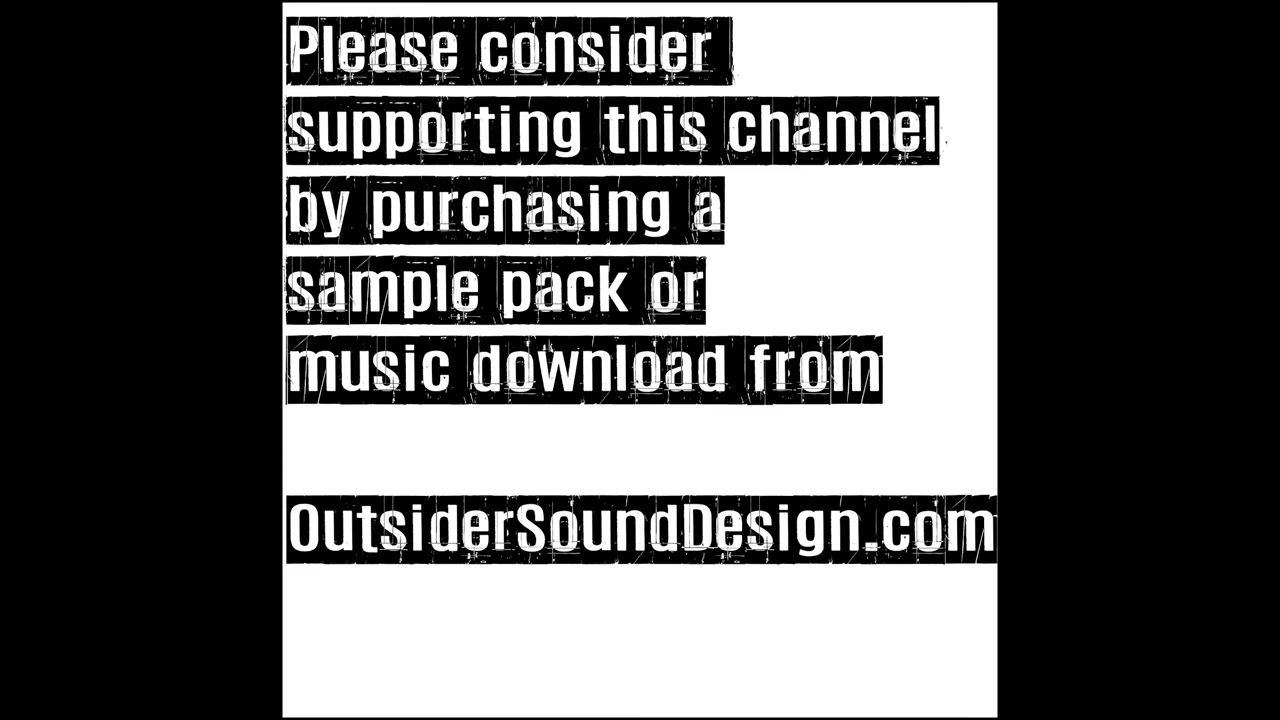 Please consider
supporting this channel
by purchasing a
sample pack or
music download from
OutsiderSoundDesign.com